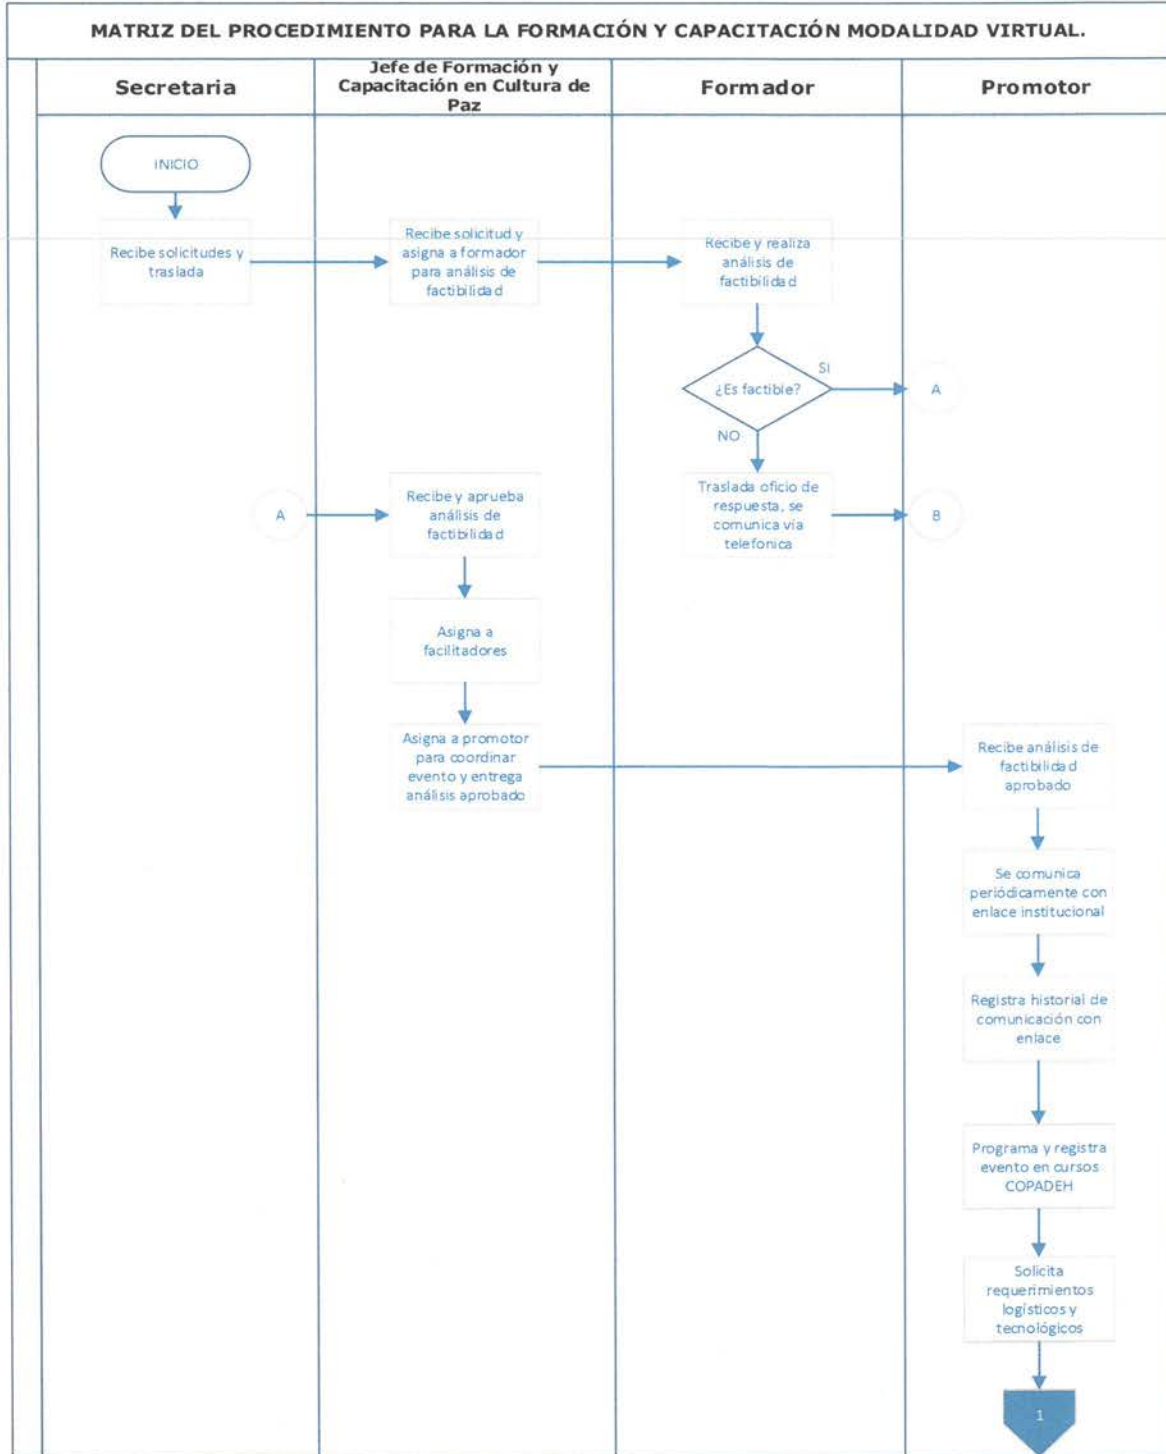 MATRIZ DEL PROCEDIMIENTO PARA LA FORMACIÓN Y CAPACITACIÓN MODALIDAD VIRTUAL.
Secretaria
Jefe de Formación y
Capacitación en Cultura de
Paz
Formador
Promotor
INICIO
Recibe solicitudes y
traslada
Recibe solicitud y
asigna a formador
para análisis de
factibilidad
Recibe y realiza
análisis de
factibilidad
¿Es factible?
SI
A
NO
Traslada oficio de
respuesta, se
comunica vía
telefonica
B
A
Recibe y aprueba
análisis de
factibilidad
Asigna a
facilitadores
Asigna a promotor
para coordinar
evento y entrega
análisis aprobado
Recibe análisis de
factibilidad
aprobado
Se comunica
periódicamente con
enlace institucional
Registra historial de
comunicación con
enlace
Programa y registra
evento en cursos
COPADEH
Solicita
requerimientos
logísticos y
tecnológicos
1